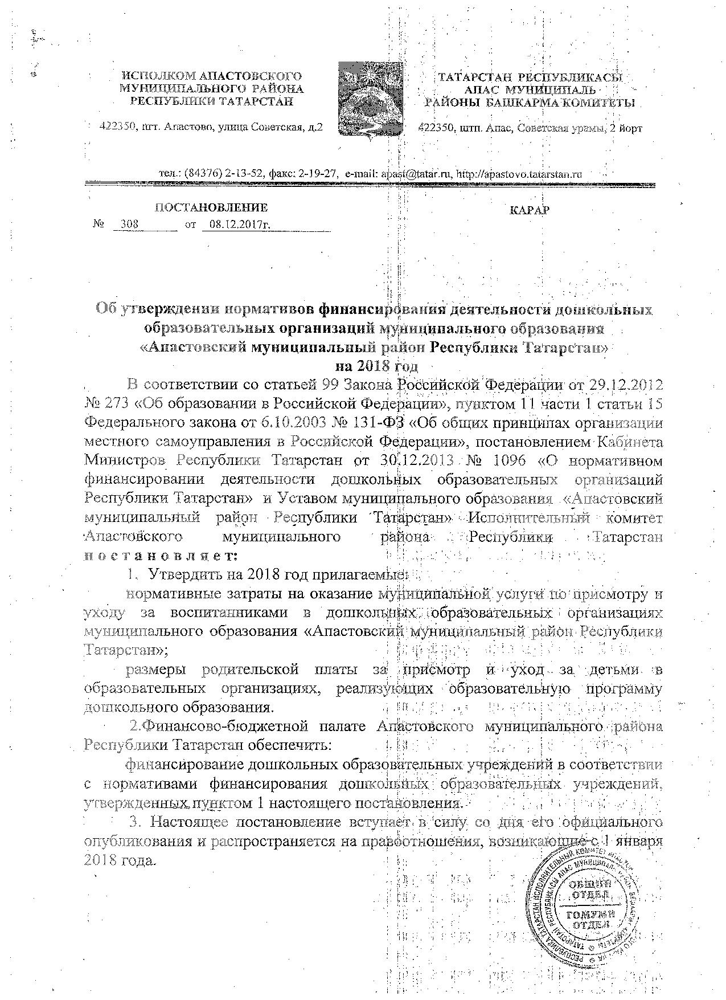 ИСПОЛКОМ АПАСТОВСКОГО
МУНИЦИПАЛЬНОГО РАЙОНА
РЕСПУБЛИКИ ТАТАРСТАН
422350, пгт. Апастово, улица Советская, д.2
ТАТАРСТАН РЕСПУБЛИКАСЫ
АПАС МУНИЦИПАЛЬ
РАЙОНЫ БАШКАРМА КОМИТЕТЫ
422350, штп. Апас, Советская урамы, 2 йорт
тел.: (84376) 2-13-52, факс: 2-19-27, e-mail: apast@tatar.ru, http://apastovo.tatarstan.ru
ПОСТАНОВЛЕНИЕ
КАРАР
№ 308 от 08.12.2017г.
Об утверждении нормативов финансирования деятельности дошкольных
образовательных организаций муниципального образования
«Апастовский муниципальный район Республики Татарстан»
на 2018 год
В соответствии со статьей 99 Закона Российской Федерации от 29.12.2012
№ 273 «Об образовании в Российской Федерации», пунктом 11 части 1 статьи 15
Федерального закона от 6.10.2003 № 131-ФЗ «Об общих принципах организации
местного самоуправления в Российской Федерации», постановлением Кабинета
Министров Республики Татарстан от 30.12.2013 № 1096 «О нормативном
финансировании деятельности дошкольных образовательных организаций
Республики Татарстан» и Уставом муниципального образования «Апастовский
муниципальный район Республики Татарстан» Исполнительный комитет
Апастовского муниципального района Республики Татарстан
п о с т а н о в л я е т:
1. Утвердить на 2018 год прилагаемые:
нормативные затраты на оказание муниципальной услуги по присмотру и
уходу за воспитанниками в дошкольных образовательных организациях
муниципального образования «Апастовский муниципальный район Республики
Татарстан»;
размеры родительской платы за присмотр и уход за детьми в
образовательных организациях, реализующих образовательную программу
дошкольного образования.
2.Финансово-бюджетной палате Апастовского муниципального района
Республики Татарстан обеспечить:
финансирование дошкольных образовательных учреждений в соответствии
с нормативами финансирования дошкольных образовательных учреждений,
утвержденных пунктом 1 настоящего постановления.
3. Настоящее постановление вступает в силу со дня его официального
опубликования и распространяется на правоотношения, возникающие с 1 января
2018 года.
ОБЩИЙ
ОТДЕЛ
ГОМУМИ
ОТДЕЛ